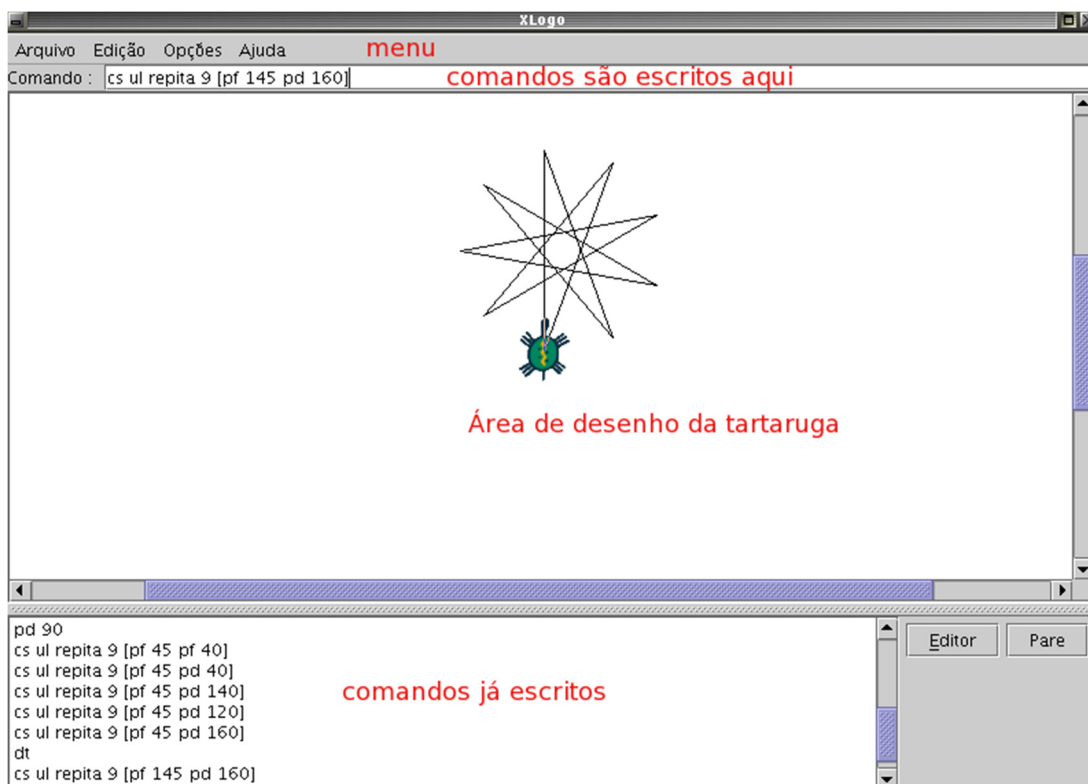 XLogo
Arquivo Edição Opções Ajuda menu
Comando : cs ul repita 9 [pf 145 pd 160] comandos são escritos aqui
Área de desenho da tartaruga
pd 90
cs ul repita 9 [pf 45 pf 40]
cs ul repita 9 [pf 45 pd 40]
cs ul repita 9 [pf 45 pd 140]
cs ul repita 9 [pf 45 pd 120]
cs ul repita 9 [pf 45 pd 160]
dt
cs ul repita 9 [pf 145 pd 160]
comandos já escritos
Editor Pare